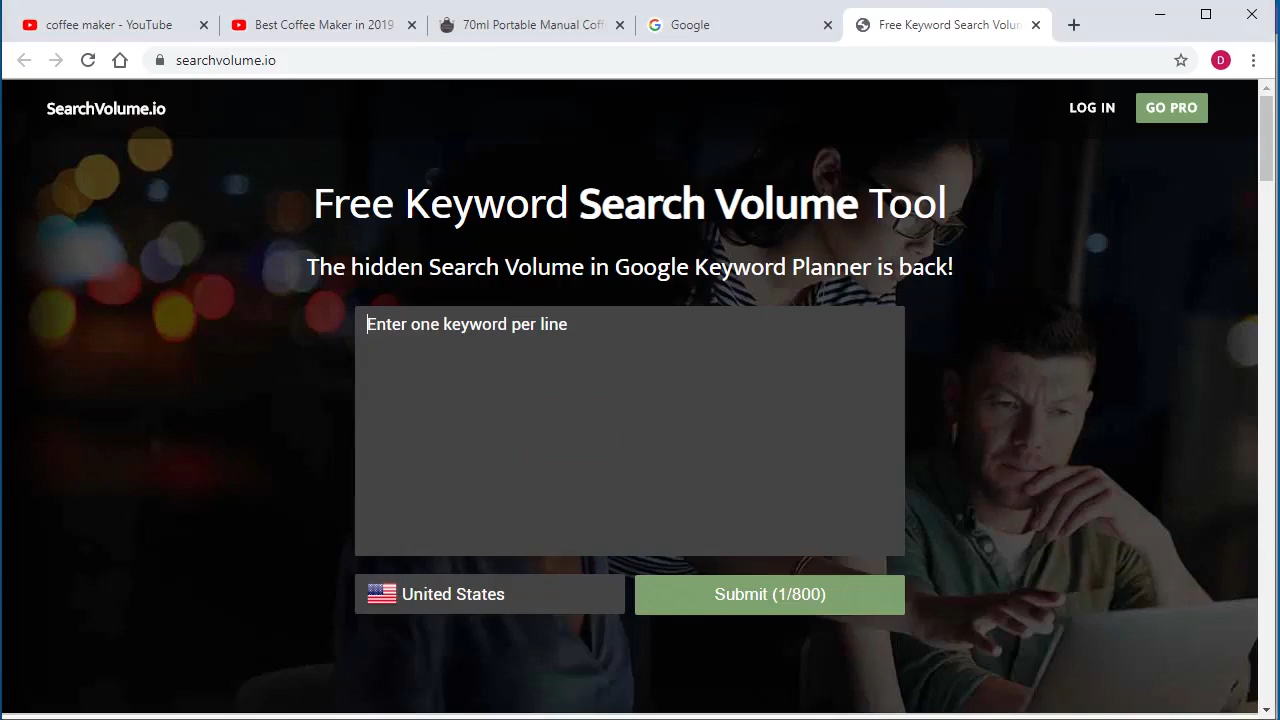 coffee maker - YouTube
Best Coffee Maker in 2019
70ml Portable Manual Coff
Google
Free Keyword Search Volun
searchvolume.io
D
SearchVolume.io
LOG IN
GO PRO
Free Keyword Search Volume Tool
The hidden Search Volume in Google Keyword Planner is back!
Enter one keyword per line
United States
Submit (1/800)